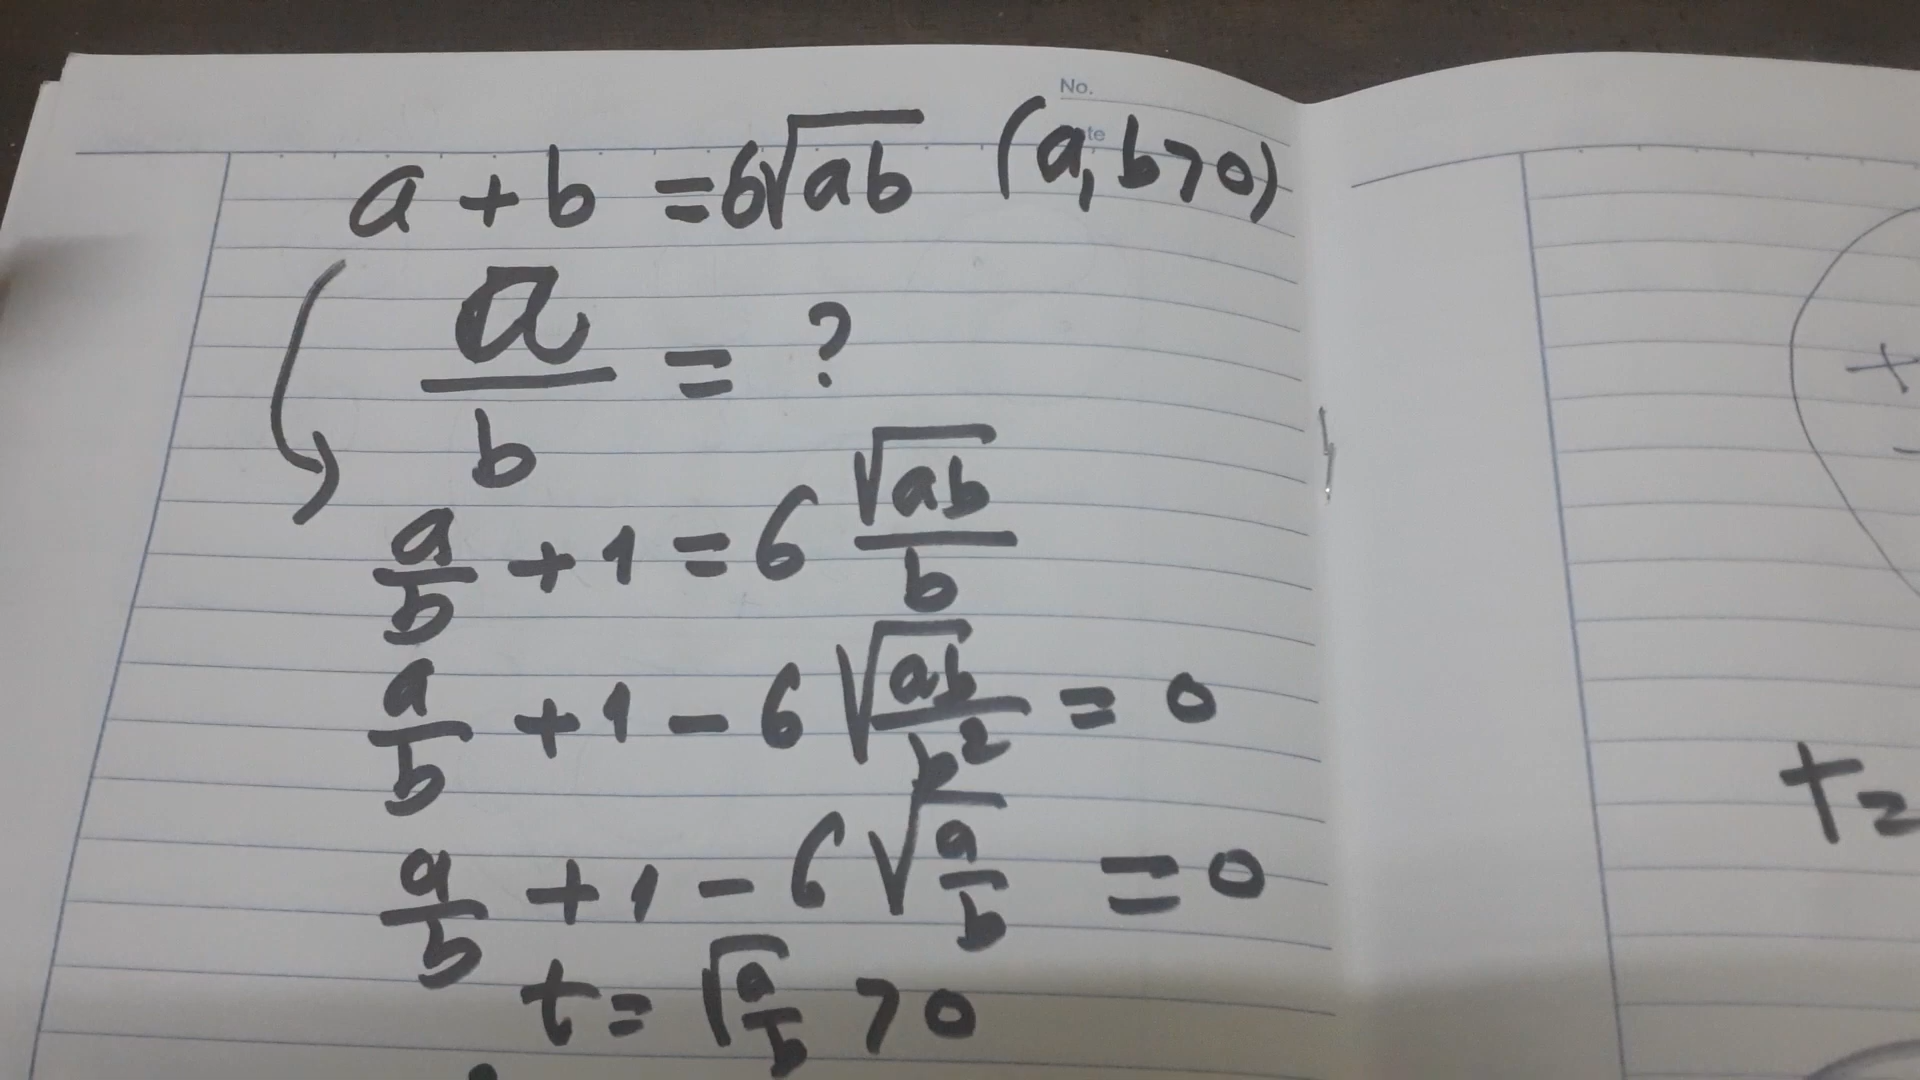 No.
a + b = 6√ab (a, b > 0)
a/b = ?
a/b + 1 = 6 √ab/b
a/b + 1 - 6 √(ab/b²) = 0
a/b + 1 - 6 √(a/b) = 0
t = √(a/b) > 0
+
t =